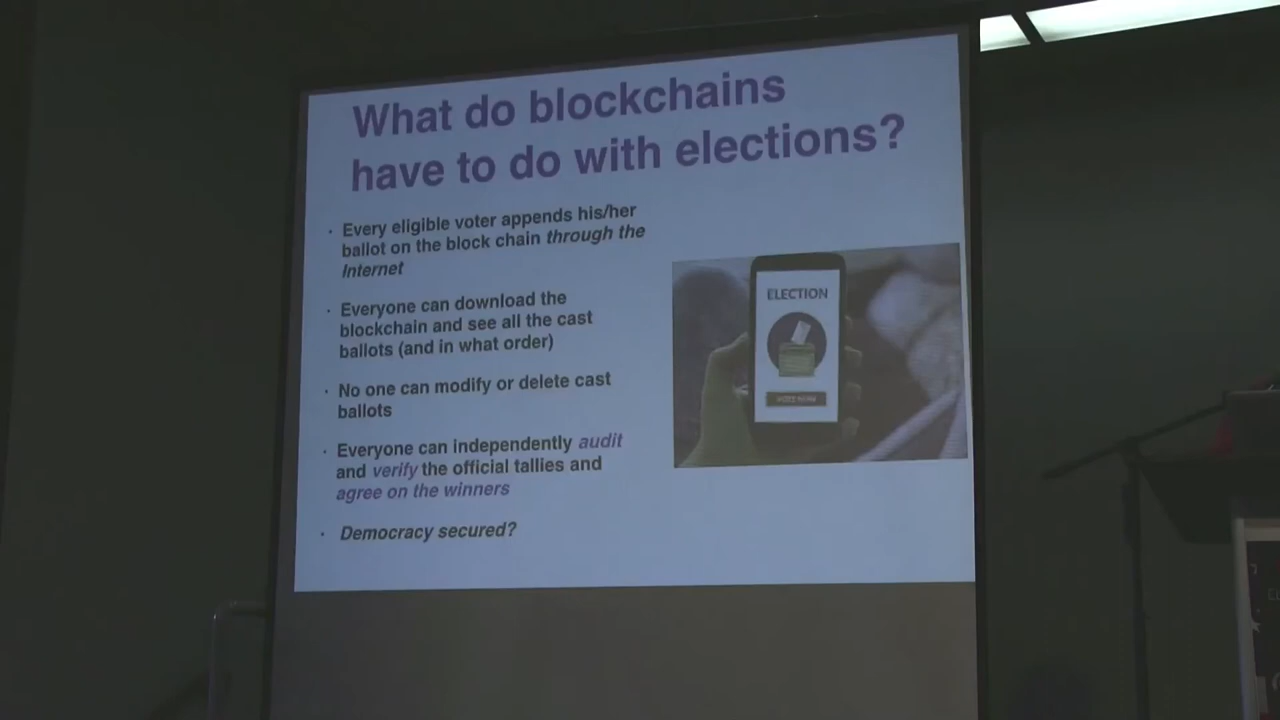 What do blockchains
have to do with elections?
· Every eligible voter appends his/her
ballot on the block chain through the
Internet
· Everyone can download the
blockchain and see all the cast
ballots (and in what order)
· No one can modify or delete cast
ballots
· Everyone can independently audit
and verify the official tallies and
agree on the winners
· Democracy secured?
ELECTION
VOTE NOW